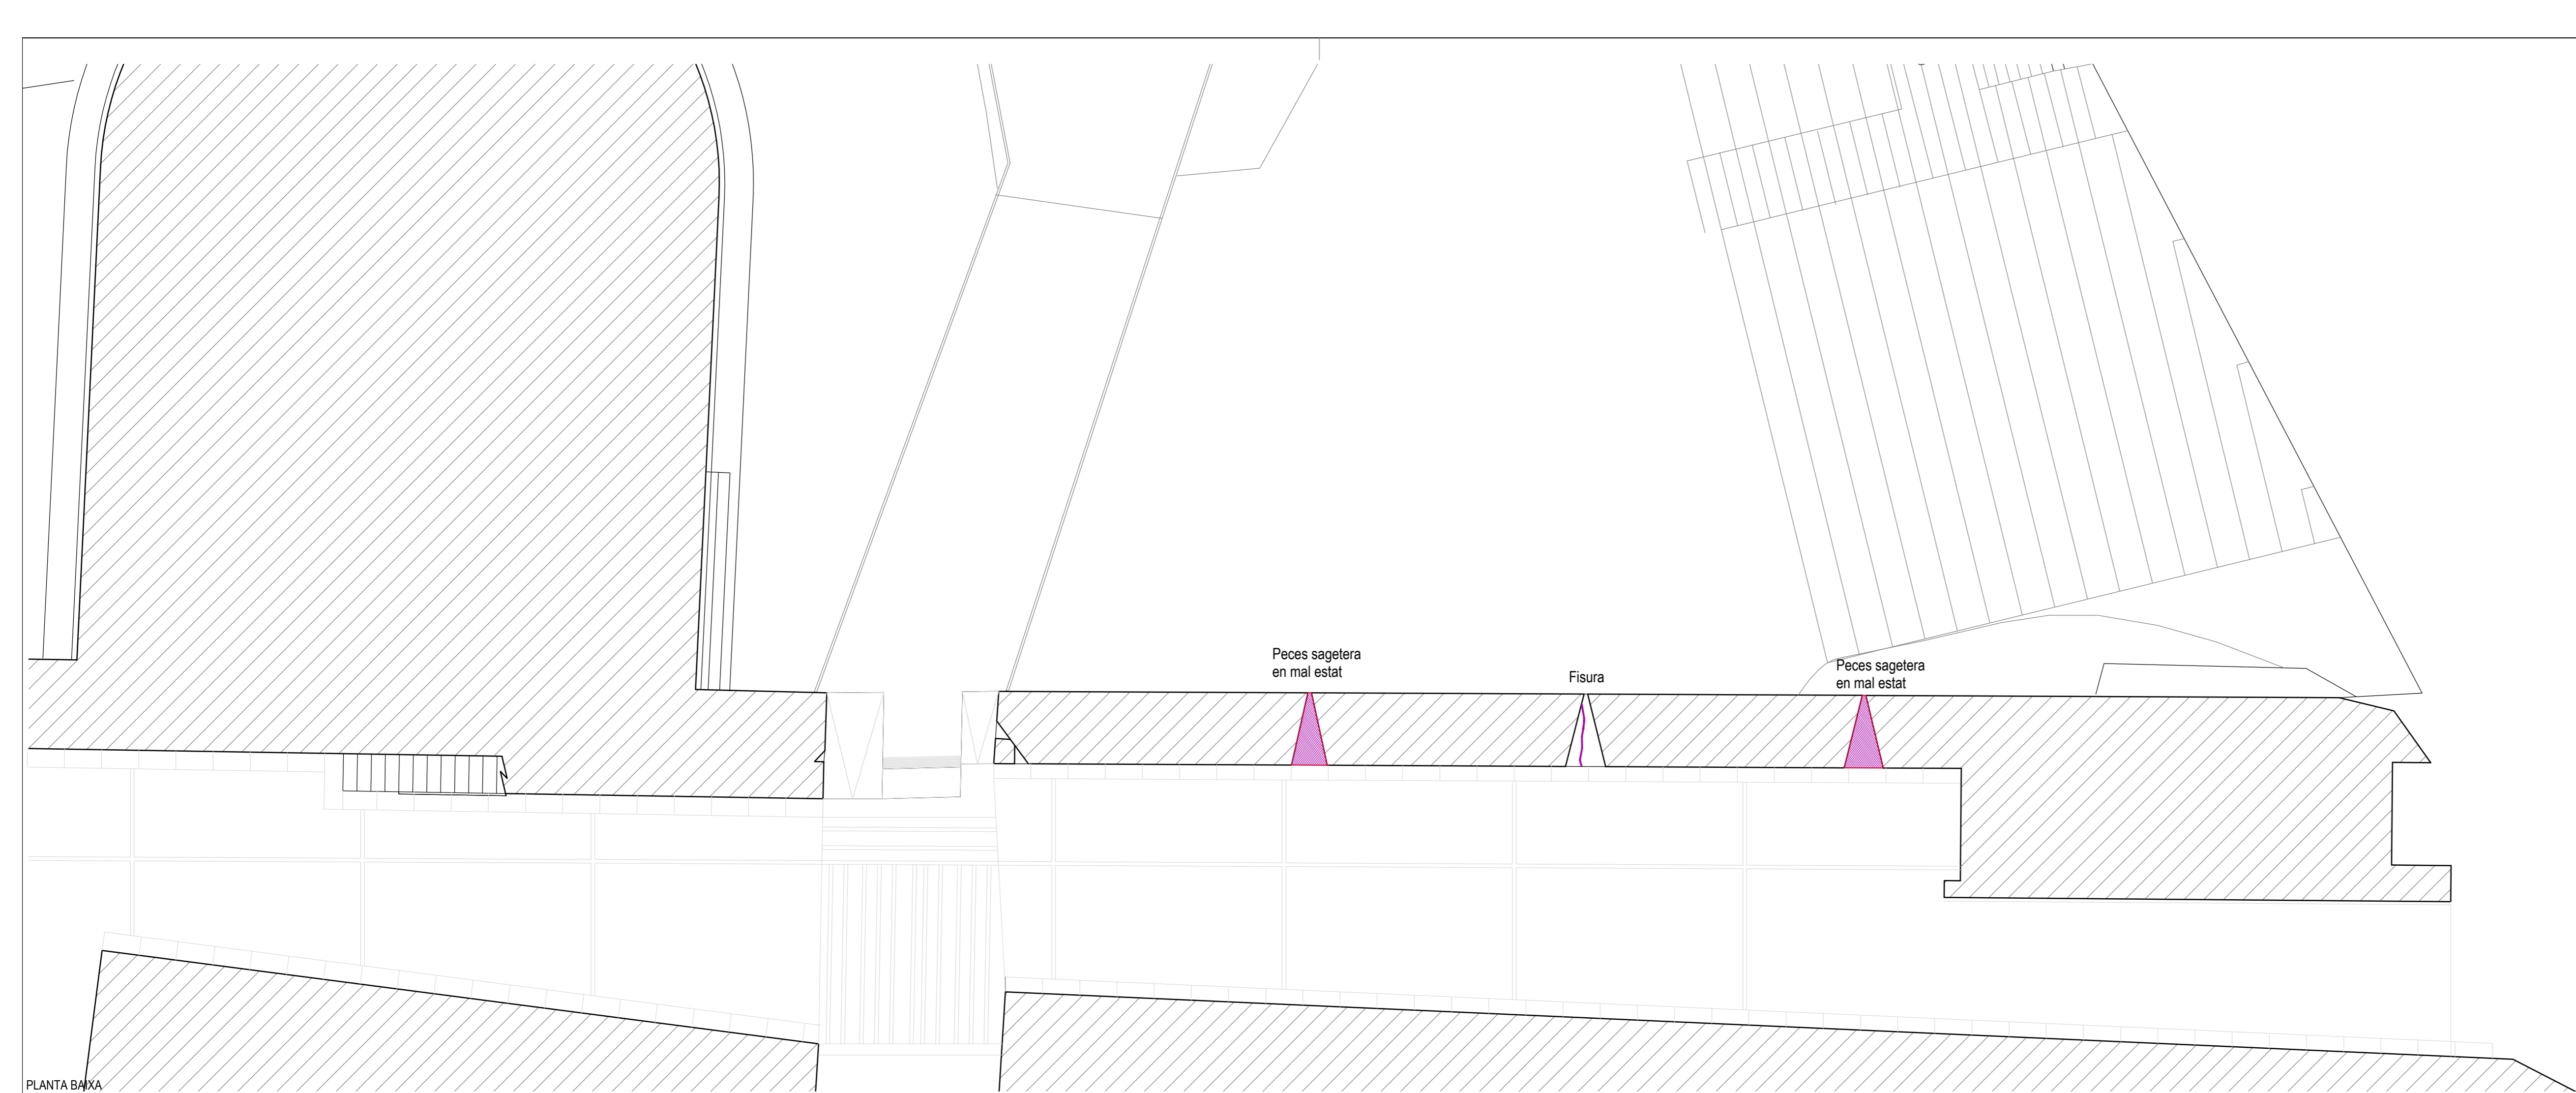 Peces sagetera
en mal estat
Fisura
Peces sagetera
en mal estat
PLANTA BAIXA